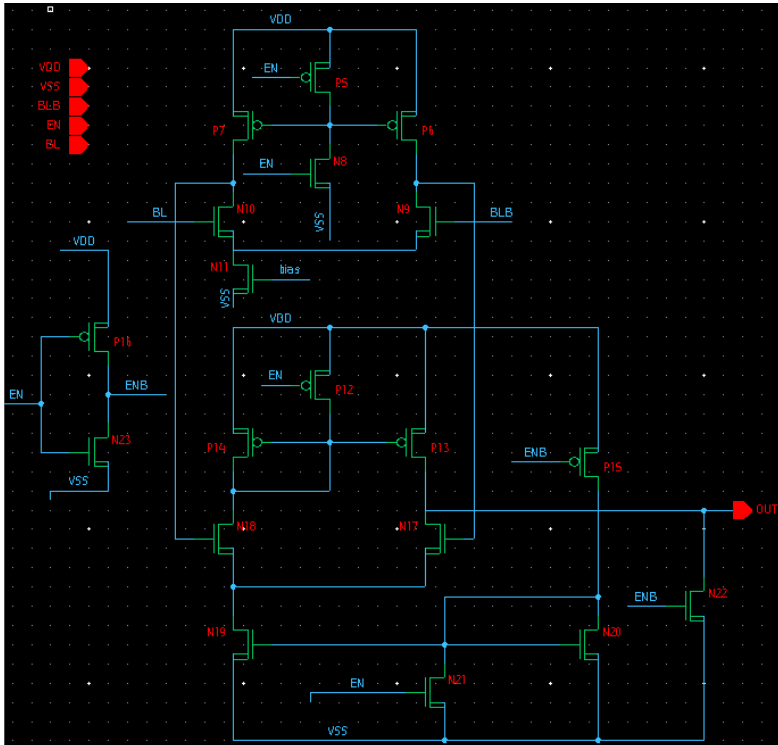 VDD
VDD
EN
P5
VSS
BLB
P7
P6
EN
BL
EN
N8
BL
N10
N9
BLB
VSS
VDD
N11
bias
VSS
VDD
P11
EN
P12
EN
ENB
N23
P14
P13
ENB
P15
VSS
OUT
N18
N17
ENB
N22
N19
N20
EN
N21
VSS